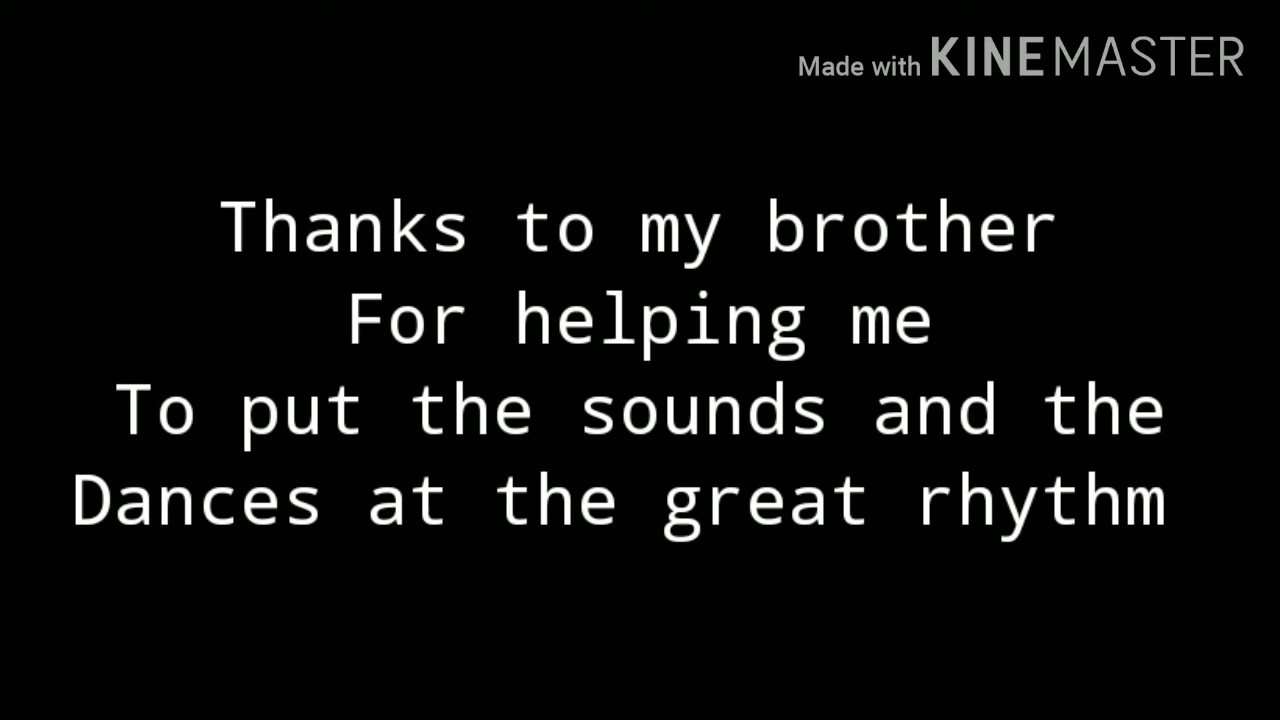 Made with KINEMASTER
Thanks to my brother
For helping me
To put the sounds and the
Dances at the great rhythm